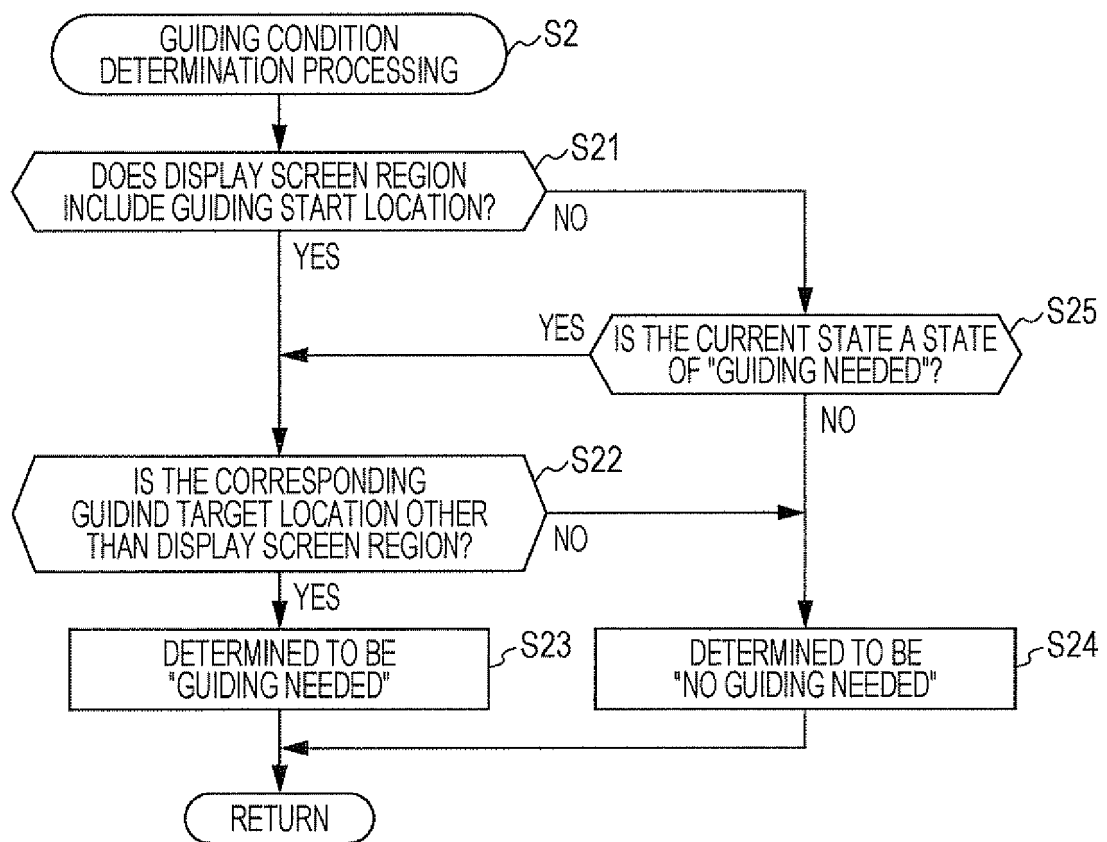 GUIDING CONDITION
DETERMINATION PROCESSING
S2
DOES DISPLAY SCREEN REGION
INCLUDE GUIDING START LOCATION?
S21
NO
YES
IS THE CURRENT STATE A STATE
OF "GUIDING NEEDED"?
S25
YES
NO
IS THE CORRESPONDING
GUIDIND TARGET LOCATION OTHER
THAN DISPLAY SCREEN REGION?
S22
NO
YES
DETERMINED TO BE
"GUIDING NEEDED"
S23
DETERMINED TO BE
"NO GUIDING NEEDED"
S24
RETURN